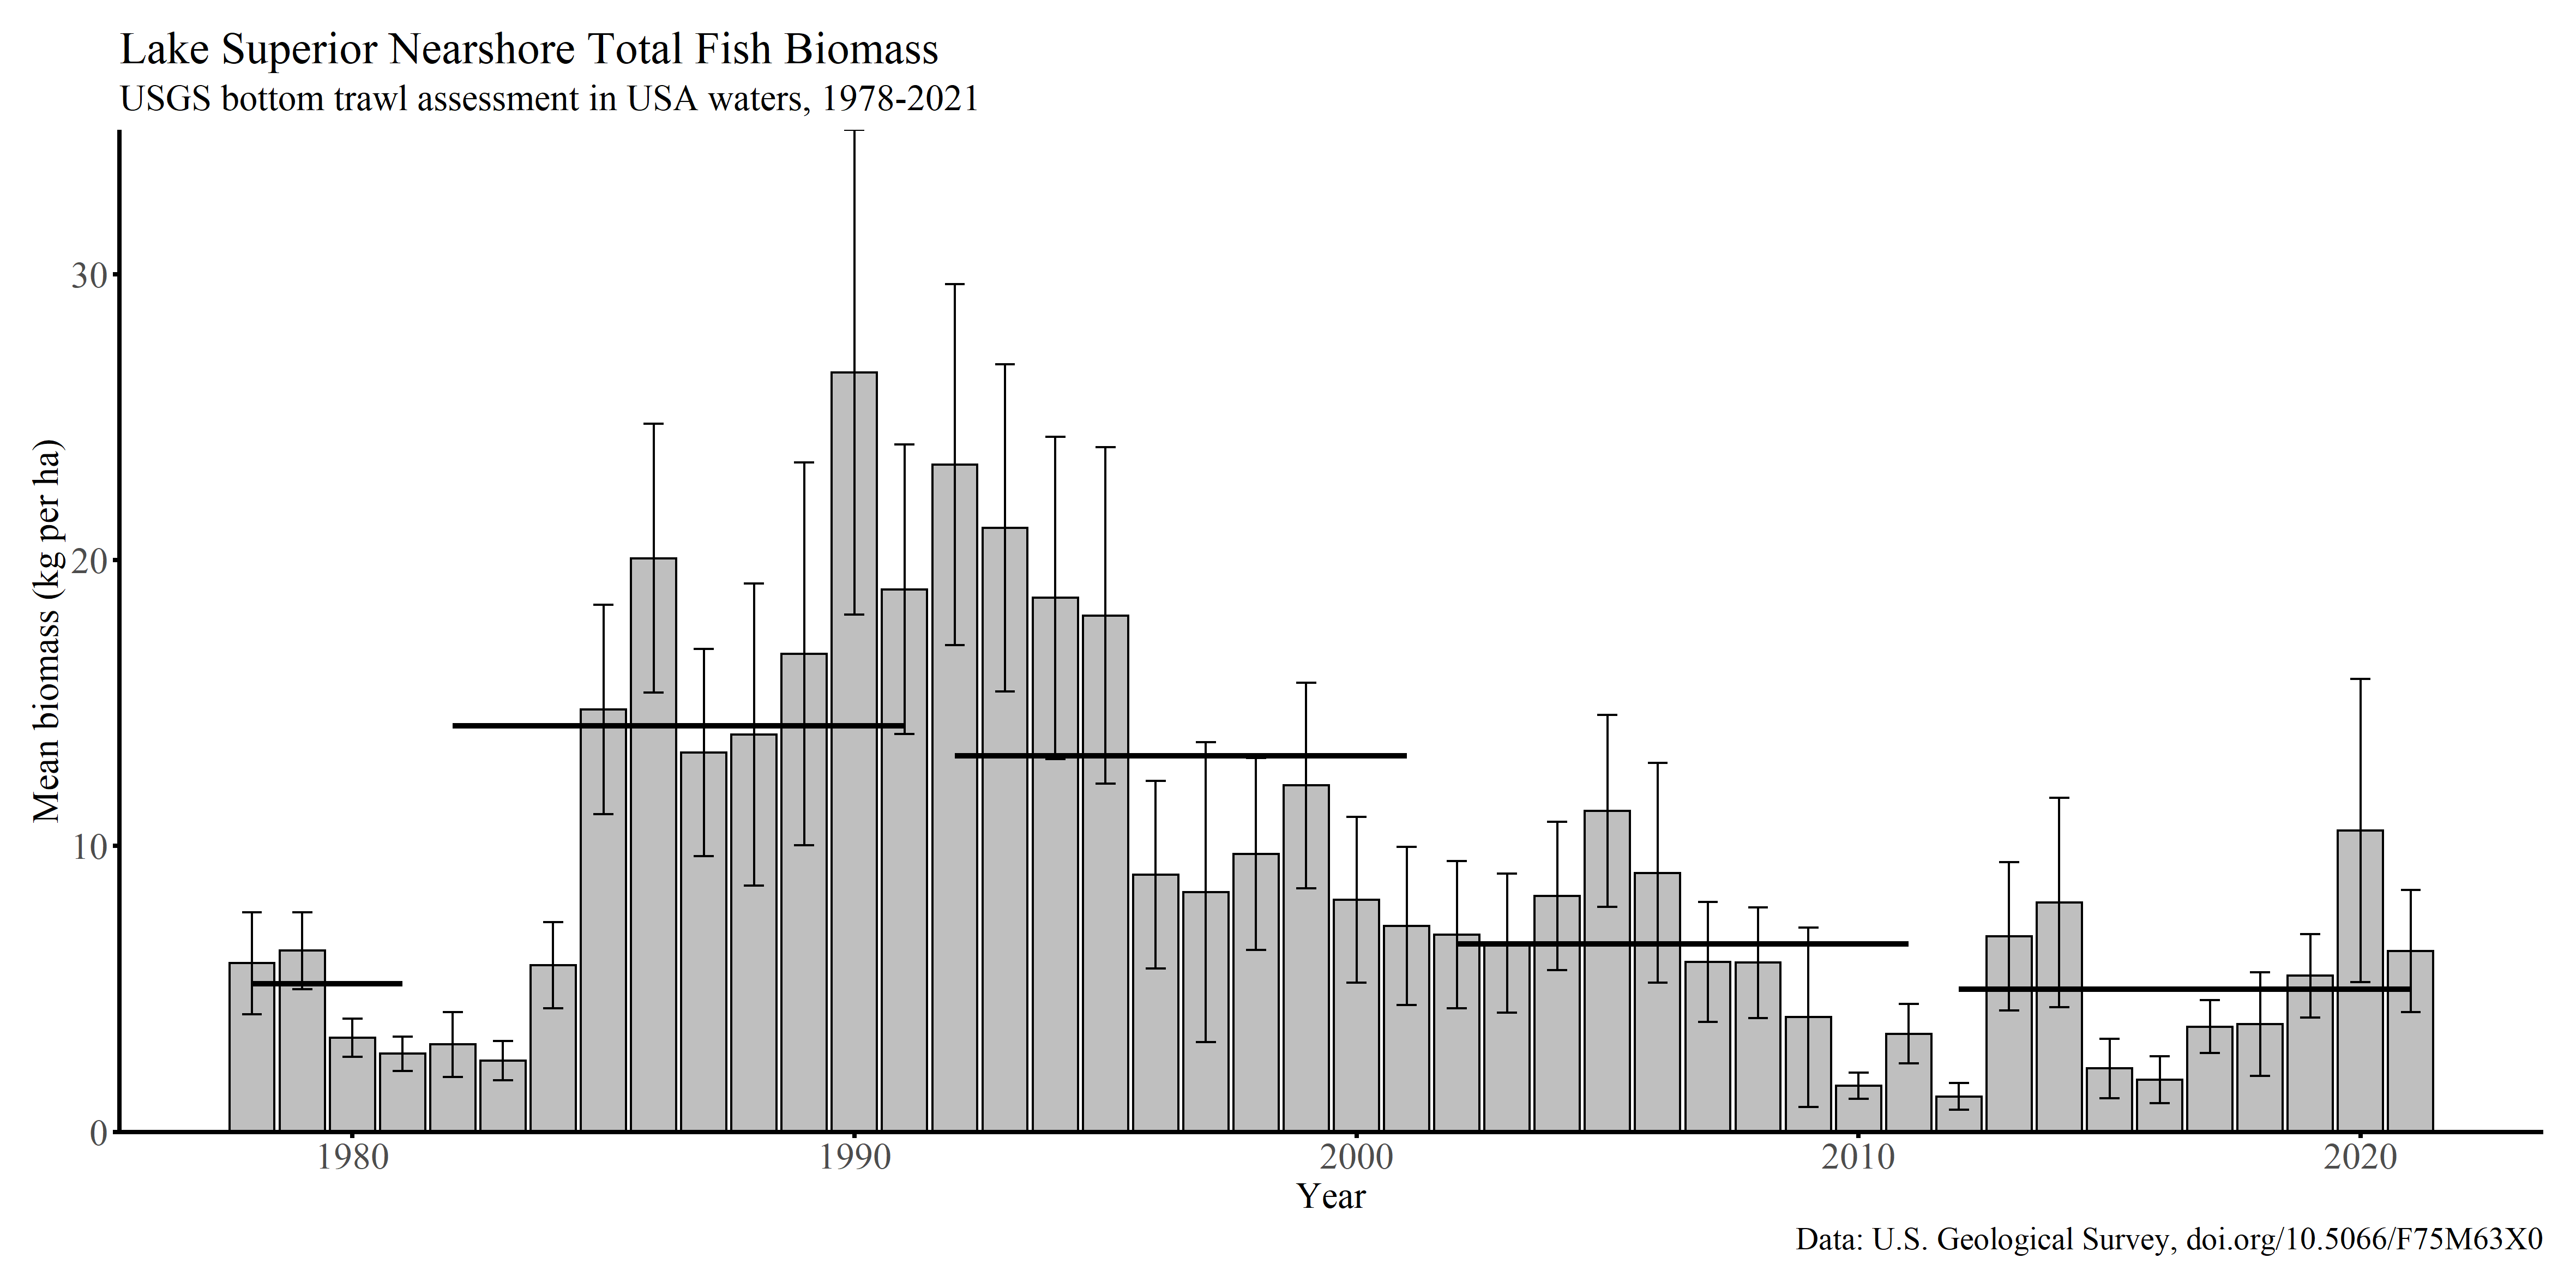 Lake Superior Nearshore Total Fish Biomass
USGS bottom trawl assessment in USA waters, 1978-2021
Mean biomass (kg per ha)
30
20
10
0
1980 1990 2000 2010 2020
Year
Data: U.S. Geological Survey, doi.org/10.5066/F75M63X0